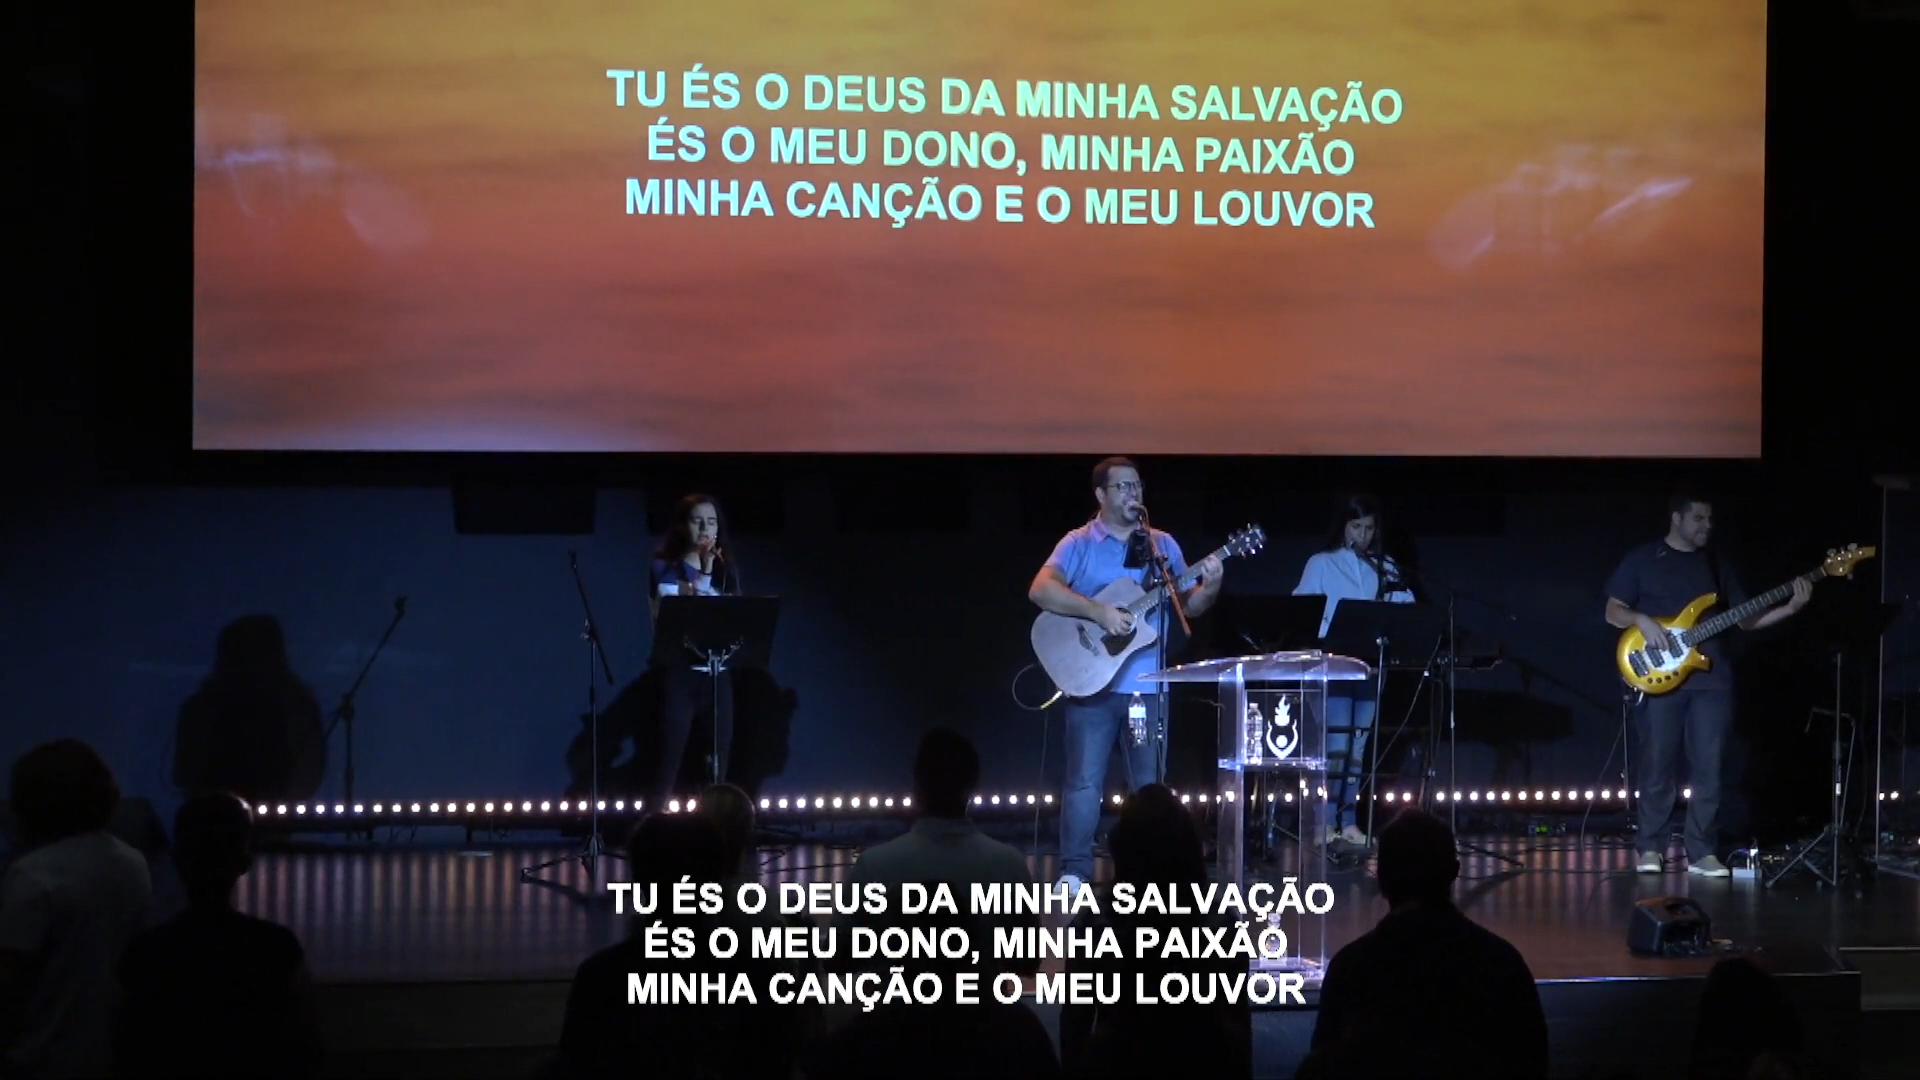 TU ÉS O DEUS DA MINHA SALVAÇÃO
ÉS O MEU DONO, MINHA PAIXÃO
MINHA CANÇÃO E O MEU LOUVOR
TU ÉS O DEUS DA MINHA SALVAÇÃO
ÉS O MEU DONO, MINHA PAIXÃO
MINHA CANÇÃO E O MEU LOUVOR